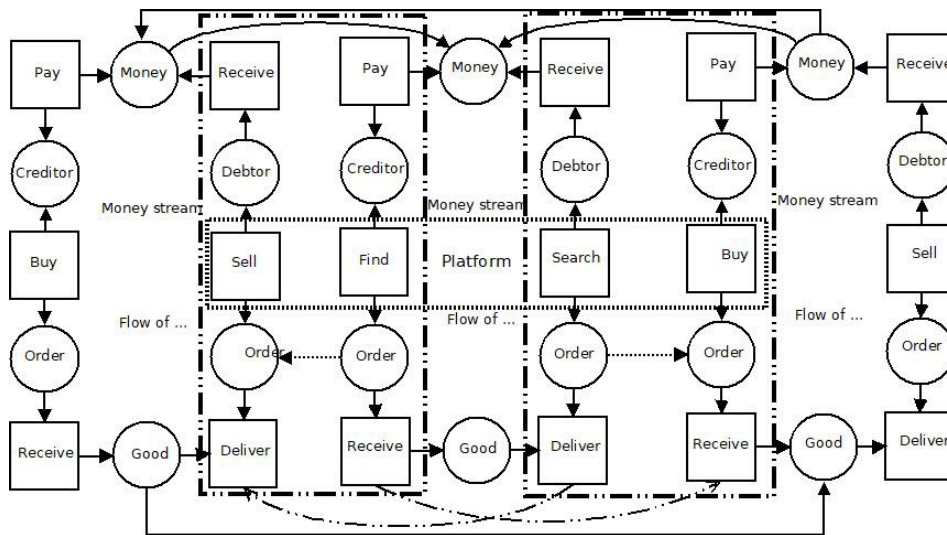 Pay
Money
Receive
Pay
Money
Receive
Pay
Money
Receive
Creditor
Debtor
Creditor
Debtor
Creditor
Debtor
Money stream
Money stream
Money stream
Buy
Sell
Find
Platform
Search
Buy
Sell
Flow of ...
Flow of ...
Flow of ...
Order
Order
Order
Order
Order
Order
Receive
Good
Deliver
Receive
Good
Deliver
Receive
Good
Deliver